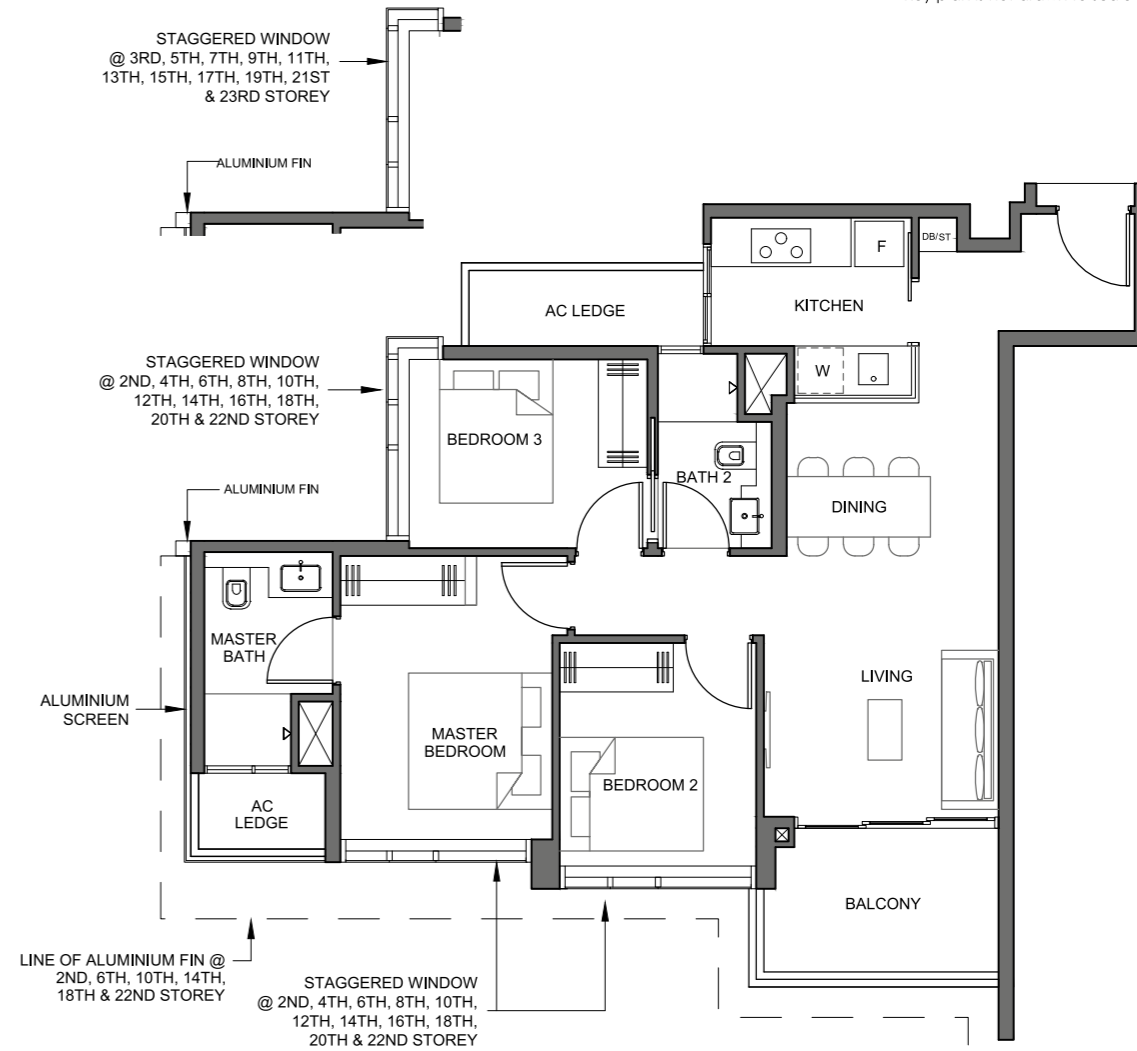 STAGGERED WINDOW
@ 3RD, 5TH, 7TH, 9TH, 11TH,
13TH, 15TH, 17TH, 19TH, 21ST
& 23RD STOREY
ALUMINIUM FIN
DB/ST
F
KITCHEN
AC LEDGE
STAGGERED WINDOW
@ 2ND, 4TH, 6TH, 8TH, 10TH,
12TH, 14TH, 16TH, 18TH,
20TH & 22ND STOREY
W
BEDROOM 3
BATH 2
ALUMINIUM FIN
DINING
MASTER
BATH
LIVING
ALUMINIUM
SCREEN
MASTER
BEDROOM
BEDROOM 2
AC
LEDGE
BALCONY
LINE OF ALUMINIUM FIN @
2ND, 6TH, 10TH, 14TH,
18TH & 22ND STOREY
STAGGERED WINDOW
@ 2ND, 4TH, 6TH, 8TH, 10TH,
12TH, 14TH, 16TH, 18TH,
20TH & 22ND STOREY